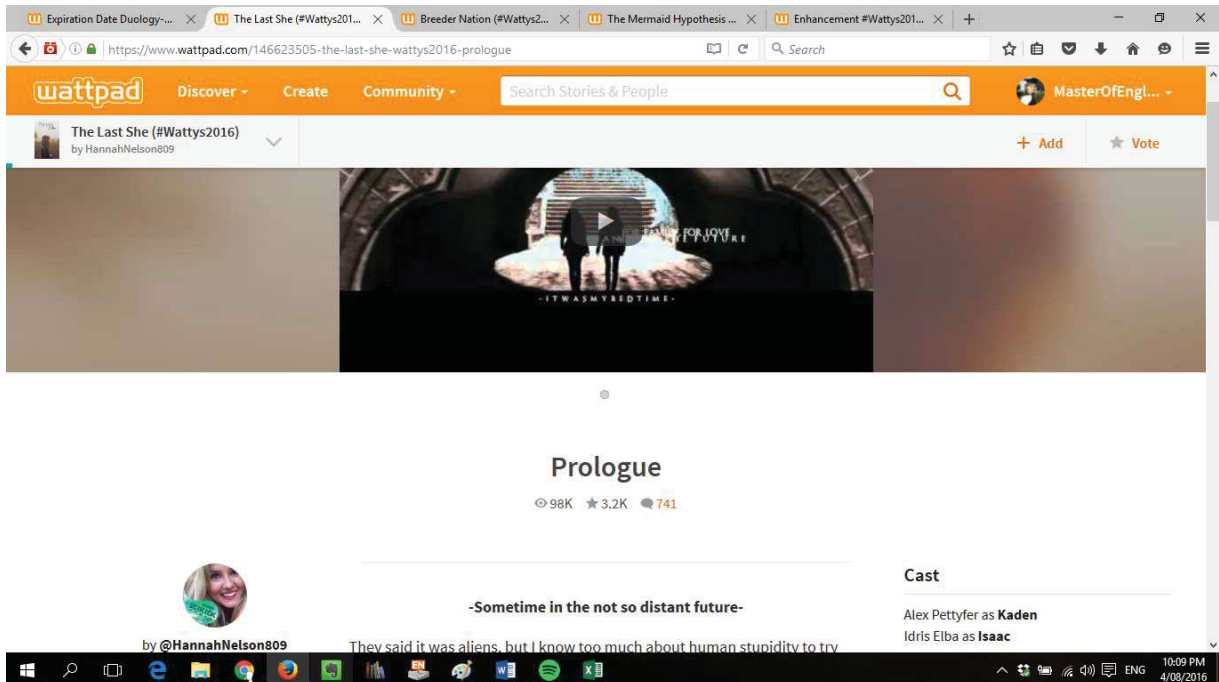 Expiration Date Duology-...
The Last She (#Wattys201...
Breeder Nation (#Wattys2...
The Mermaid Hypothesis ...
Enhancement #Wattys201...
https://www.wattpad.com/146623505-the-last-she-wattys2016-prologue
Search
wattpad
Discover
Create
Community
Search Stories & People
MasterOfEngl...
The Last She (#Wattys2016)
by HannahNelson809
+ Add
Vote
FAMILY FOR LOVE
FUTURE
-ITWASMYBEDTIME-
Prologue
98K 3.2K 741
Cast
-Sometime in the not so distant future-
Alex Pettyfer as Kaden
Idris Elba as Isaac
by @HannahNelson809
They said it was aliens, but I know too much about human stupidity to try
ENG
10:09 PM
4/08/2016